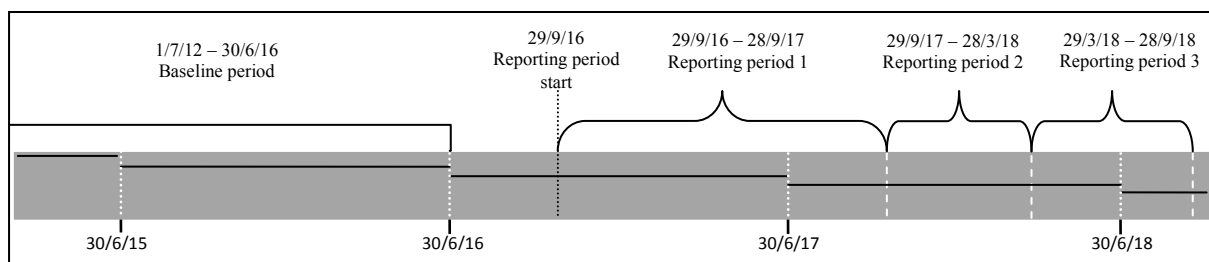 1/7/12 – 30/6/16
Baseline period
29/9/16
Reporting period
start
29/9/16 – 28/9/17
Reporting period 1
29/9/17 – 28/3/18
Reporting period 2
29/3/18 – 28/9/18
Reporting period 3
30/6/15
30/6/16
30/6/17
30/6/18